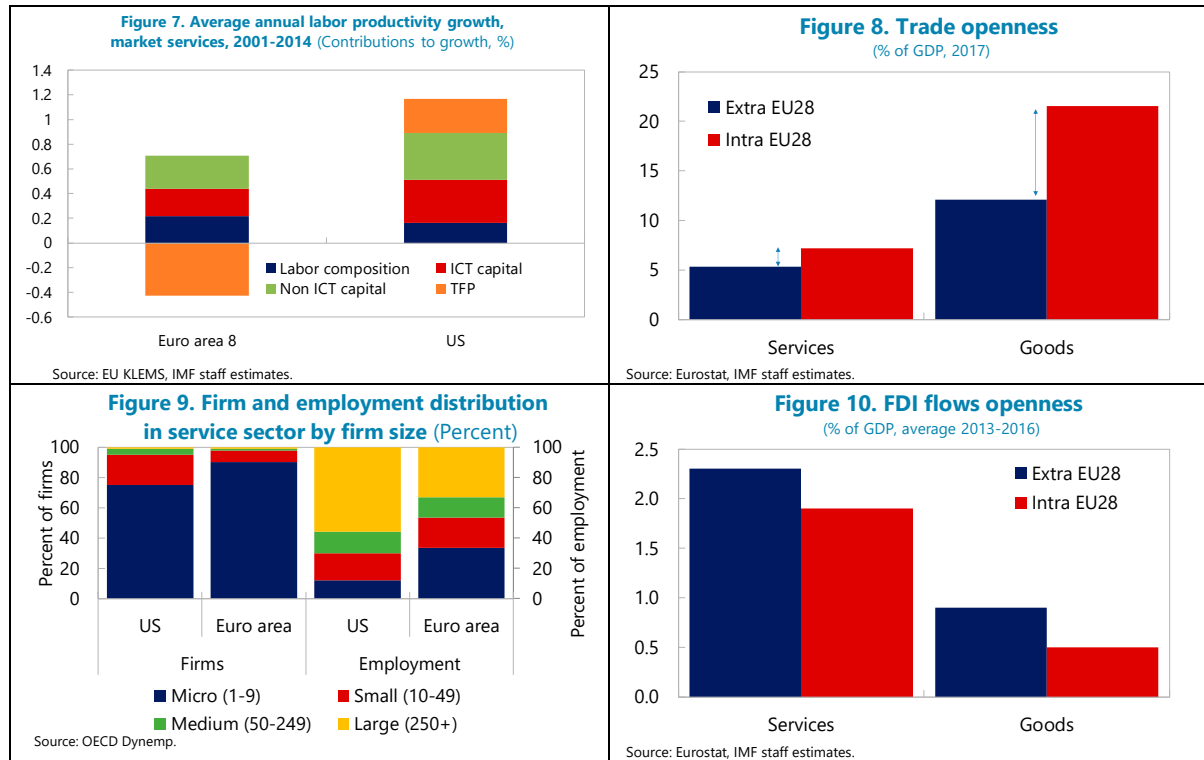 Figure 7. Average annual labor productivity growth,
market services, 2001-2014 (Contributions to growth, %)
1.4
1.2
1
0.8
0.6
0.4
0.2
0
-0.2
-0.4
-0.6
Labor composition
ICT capital
Non ICT capital
TFP
Euro area 8
US
Source: EU KLEMS, IMF staff estimates.
Figure 8. Trade openness
(% of GDP, 2017)
25
20
15
10
5
0
Extra EU28
Intra EU28
Services
Goods
Source: Eurostat, IMF staff estimates.
Figure 9. Firm and employment distribution
in service sector by firm size (Percent)
Percent of firms
100
80
60
40
20
0
100
80
60
40
20
0
Percent of employment
US
Euro area
US
Euro area
Firms
Employment
Micro (1-9)
Small (10-49)
Medium (50-249)
Large (250+)
Source: OECD Dynemp.
Figure 10. FDI flows openness
(% of GDP, average 2013-2016)
2.5
2.0
1.5
1.0
0.5
0.0
Extra EU28
Intra EU28
Services
Goods
Source: Eurostat, IMF staff estimates.